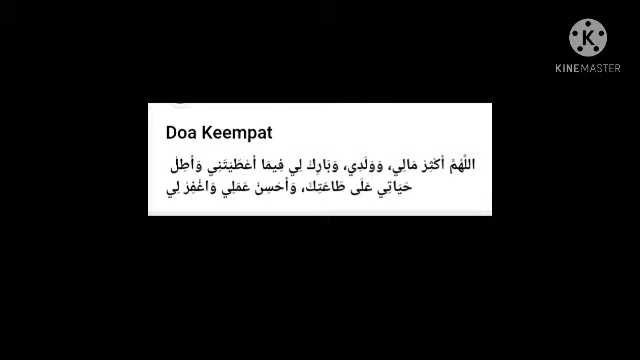 KINEMASTER
Doa Keempat
اللَّهُمَّ أَكْثِرْ مَالِي، وَوَلَدِي، وَبَارِكْ لِي فِيمَا أَعْطَيْتَنِي وَأَطِلْ
حَيَاتِي عَلَى طَاعَتِكَ، وَأَحْسِنْ عَمَلِي وَاغْفِرْ لِي